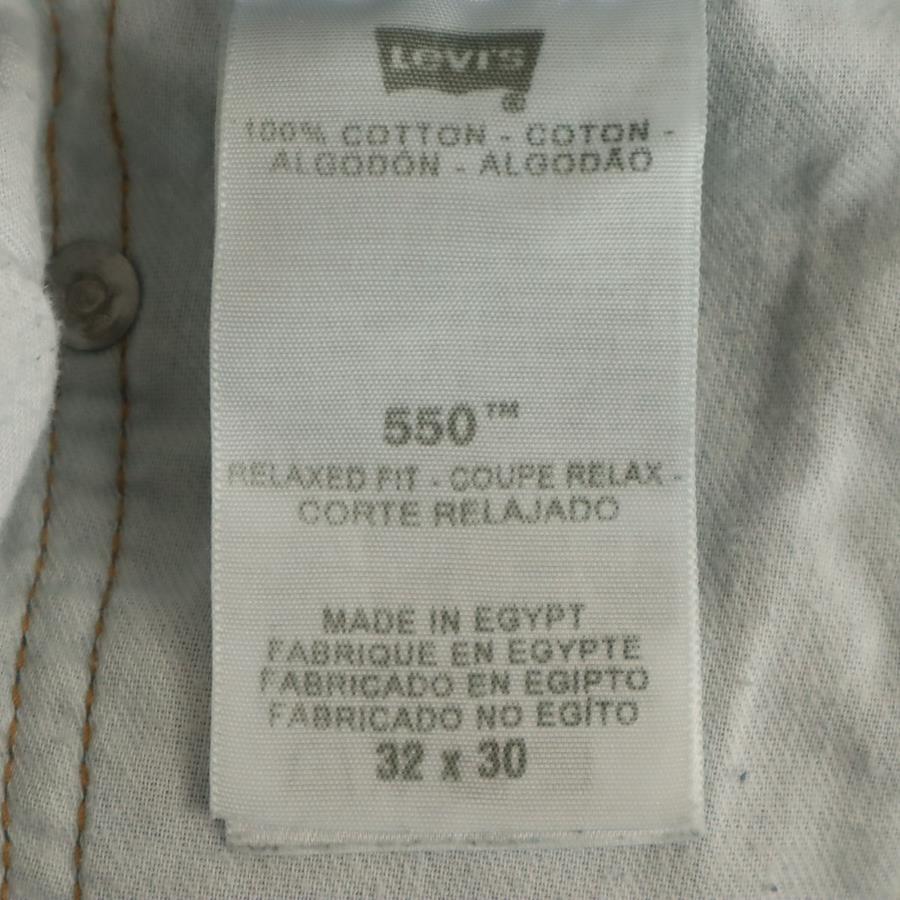 LEVI'S ®
100% COTTON - COTON -
ALGODÓN - ALGODÃO
550™
RELAXED FIT - COUPE RELAX -
CORTE RELAJADO
MADE IN EGYPT
FABRIQUE EN EGYPTE
FABRICADO EN EGIPTO
FABRICADO NO EGÍTO
32 x 30